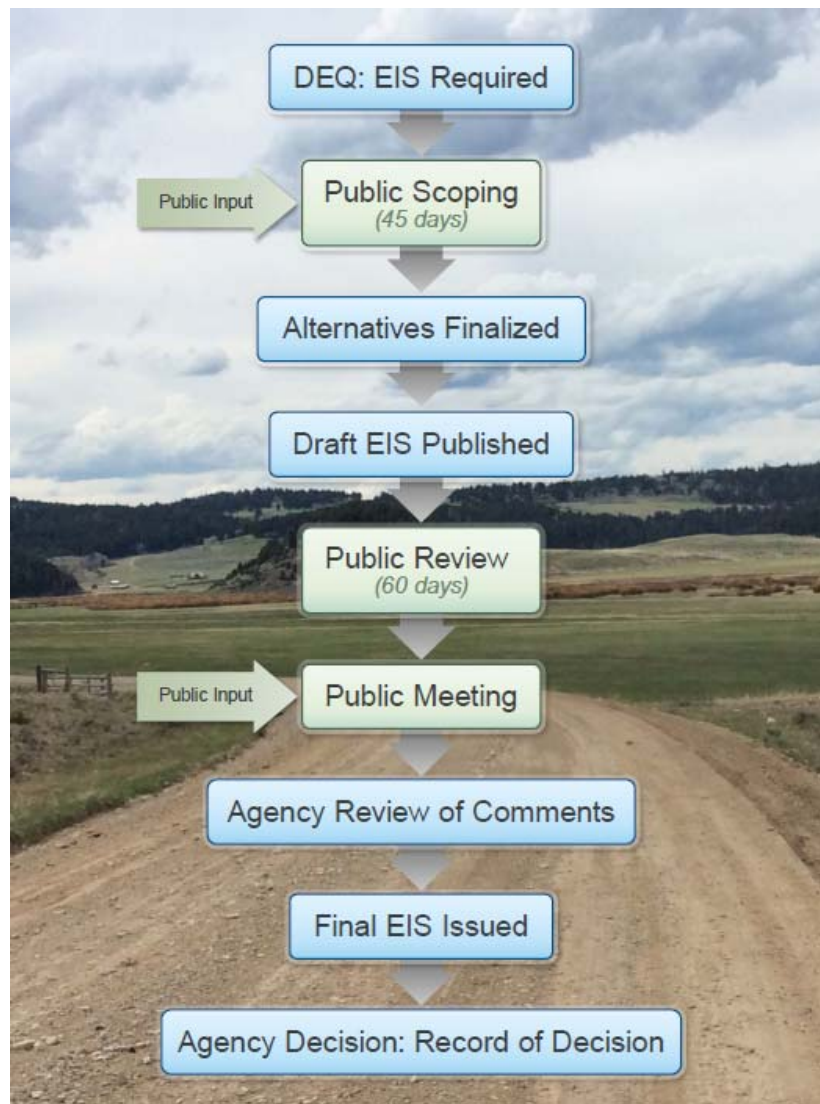 DEQ: EIS Required
Public Input
Public Scoping
(45 days)
Alternatives Finalized
Draft EIS Published
Public Review
(60 days)
Public Input
Public Meeting
Agency Review of Comments
Final EIS Issued
Agency Decision: Record of Decision